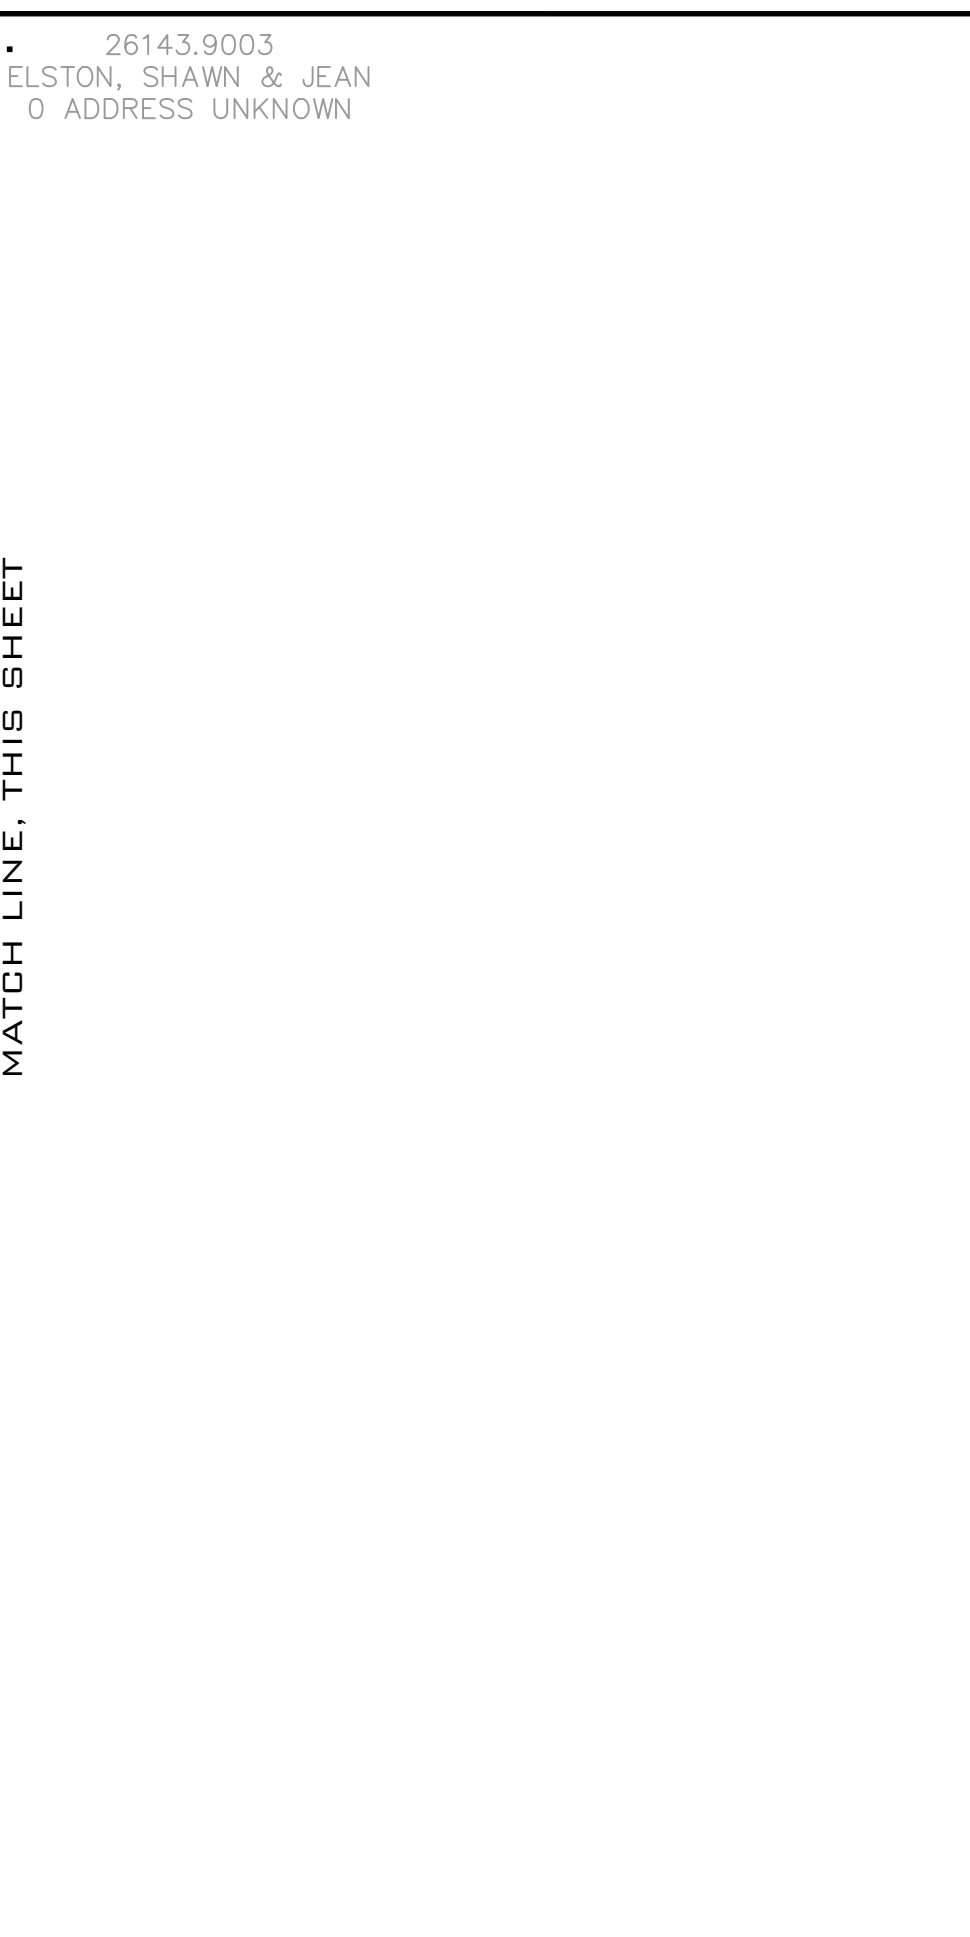 26143.9003
ELSTON, SHAWN & JEAN
0 ADDRESS UNKNOWN
MATCH LINE, THIS SHEET